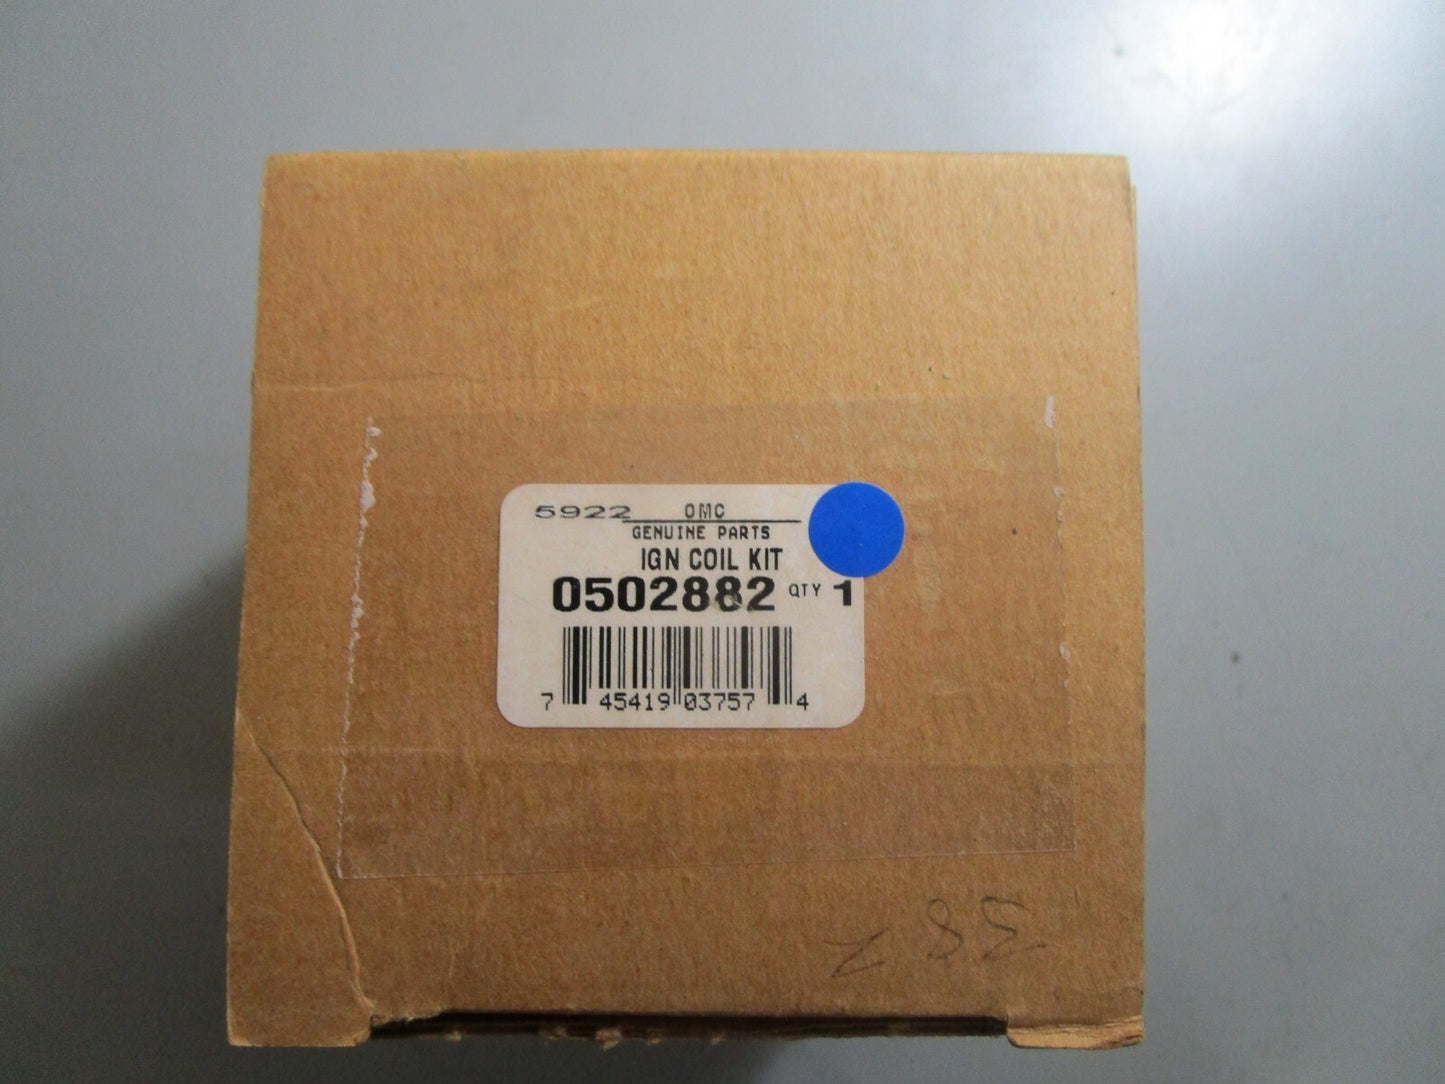 5922 OMC
GENUINE PARTS
IGN COIL KIT
0502882 QTY 1
7 45419 03757 4